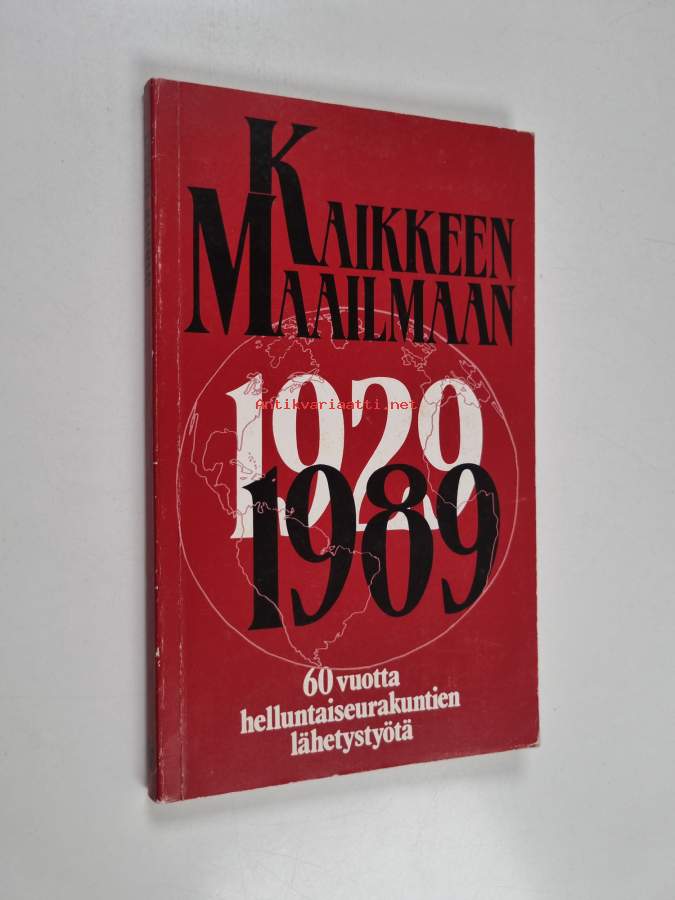 KAIKKEEN
MAAILMAAN
1929
Antikvariaatti.net
1989
60 vuotta
helluntaiseurakuntien
lähetystyötä